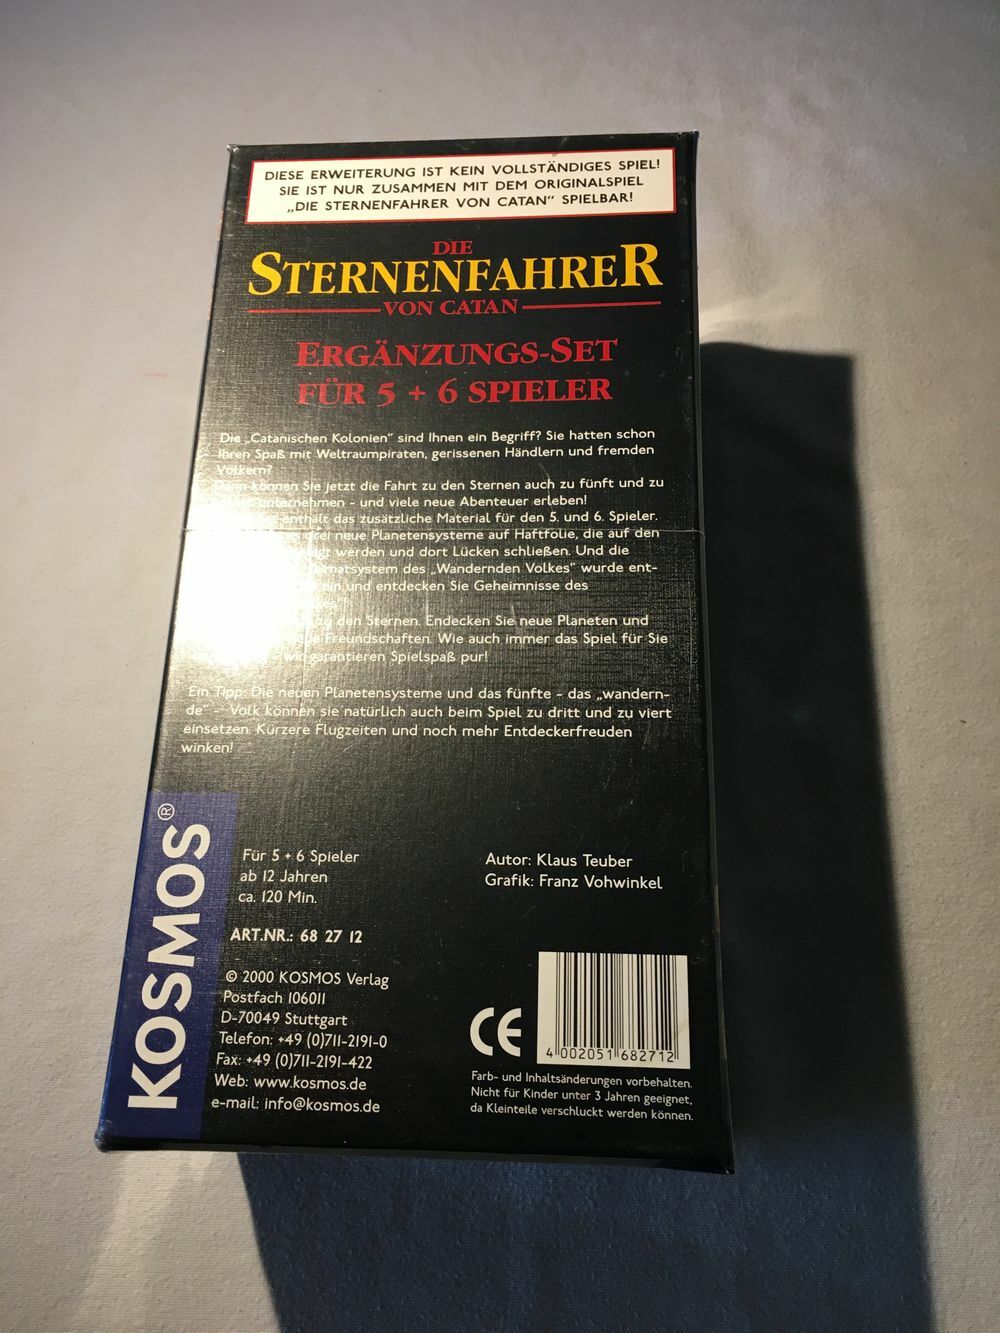 DIESE ERWEITERUNG IST KEIN VOLLSTÄNDIGES SPIEL!
SIE IST NUR ZUSAMMEN MIT DEM ORIGINALSPIEL
„DIE STERNENFAHRER VON CATAN“ SPIELBAR!
DIE
STERNENFAHRER
VON CATAN
ERGÄNZUNGS-SET
FÜR 5 + 6 SPIELER
Die „Catanischen Kolonien“ sind Ihnen ein Begriff? Sie hatten schon
Ihren Spaß mit Weltraumpiraten, gerissenen Händlern und fremden
Völkern?
Dann können Sie jetzt die Fahrt zu den Sternen auch zu fünft und zu
unternehmen - und viele neue Abenteuer erleben!
enthält das zusätzliche Material für den 5. und 6. Spieler.
es drei neue Planetensysteme auf Haftfolie, die auf den
werden und dort Lücken schließen. Und die
des „Wandernden Volkes“ wurde ent-
und entdecken Sie Geheimnisse des
zu den Sternen. Endecken Sie neue Planeten und
Freundschaften. Wie auch immer das Spiel für Sie
wir garantieren Spielspaß pur!
Ein Tipp: Die neuen Planetensysteme und das fünfte - das „wandern-
de“ - Volk können sie natürlich auch beim Spiel zu dritt und zu viert
einsetzen. Kürzere Flugzeiten und noch mehr Entdeckerfreuden
winken!
KOSMOS®
Für 5 + 6 Spieler
ab 12 Jahren
ca. 120 Min.
Autor: Klaus Teuber
Grafik: Franz Vohwinkel
ART.NR.: 68 27 12
© 2000 KOSMOS Verlag
Postfach 106011
D-70049 Stuttgart
Telefon: +49 (0)711-2191-0
Fax: +49 (0)711-2191-422
Web: www.kosmos.de
e-mail: info@kosmos.de
CE
4 002051 682712
Farb- und Inhaltsänderungen vorbehalten.
Nicht für Kinder unter 3 Jahren geeignet,
da Kleinteile verschluckt werden können.